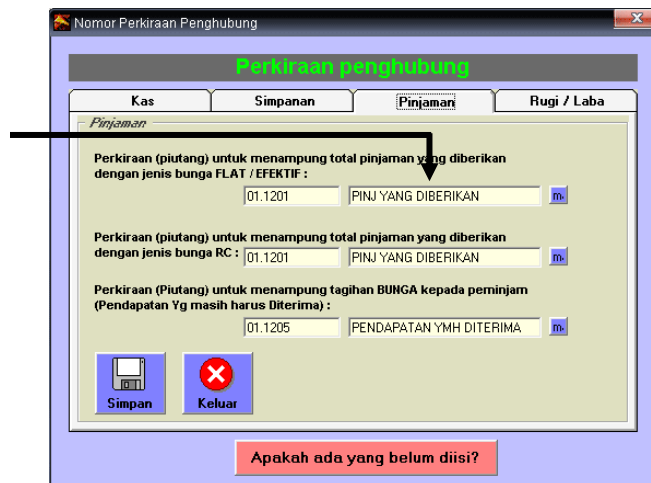 Nomor Perkiraan Penghubung
Perkiraan penghubung
Kas Simpanan Pinjaman Rugi / Laba
Pinjaman
Perkiraan (piutang) untuk menampung total pinjaman yang diberikan
dengan jenis bunga FLAT / EFEKTIF :
01.1201 PINJ YANG DIBERIKAN
Perkiraan (piutang) untuk menampung total pinjaman yang diberikan
dengan jenis bunga RC : 01.1201 PINJ YANG DIBERIKAN
Perkiraan (Piutang) untuk menampung tagihan BUNGA kepada peminjam
(Pendapatan Yg masih harus Diterima) :
01.1205 PENDAPATAN YMH DITERIMA
Simpan Keluar
Apakah ada yang belum diisi?